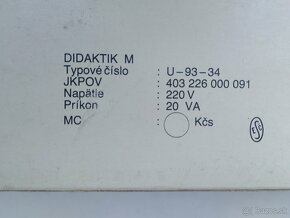 DIDAKTIK M
Typové číslo : U-93-34
JKPOV : 403 226 000 091
Napätie : 220 V
Príkon : 20 VA
MC : Kčs